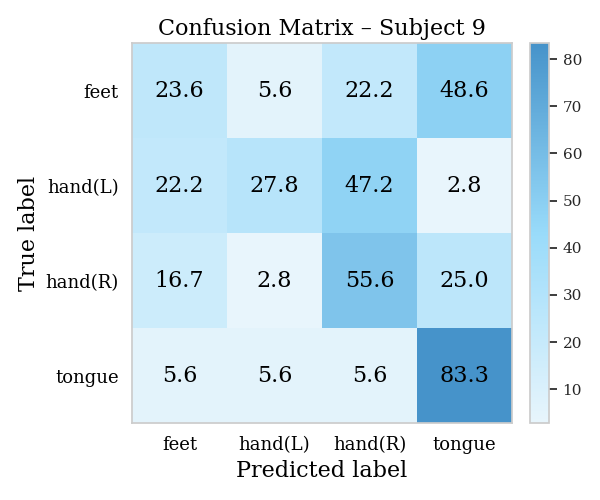 Confusion Matrix – Subject 9
True label
feet 23.6 5.6 22.2 48.6
hand(L) 22.2 27.8 47.2 2.8
hand(R) 16.7 2.8 55.6 25.0
tongue 5.6 5.6 5.6 83.3
feet hand(L) hand(R) tongue
Predicted label
80
70
60
50
40
30
20
10